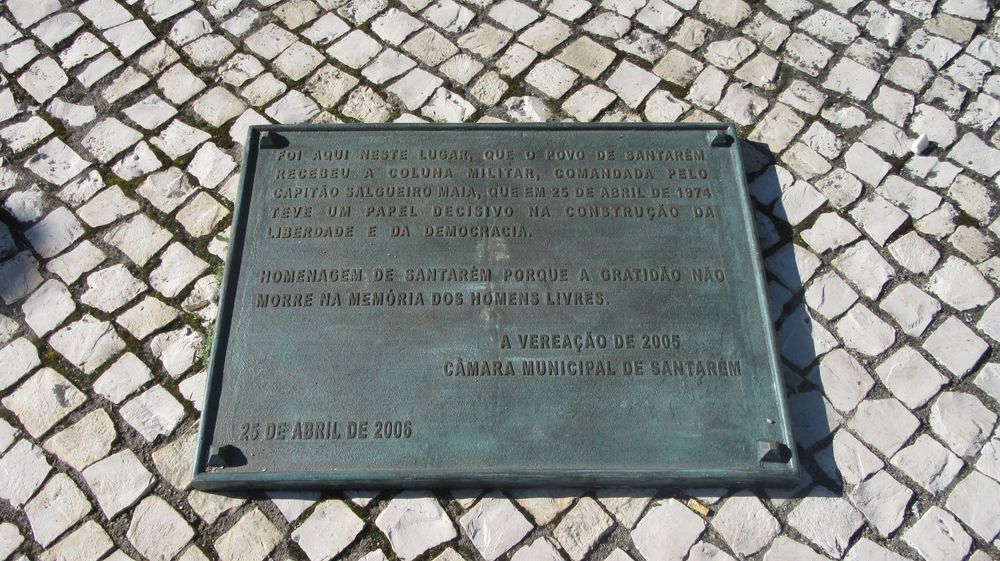 FOI AQUI NESTE LUGAR, QUE O POVO DE SANTARÉM
RECEBEU A COLUNA MILITAR, COMANDADA PELO
CAPITÃO SALGUEIRO MAIA, QUE EM 25 DE ABRIL DE 1974
TEVE UM PAPEL DECISIVO NA CONSTRUÇÃO DA
LIBERDADE E DA DEMOCRACIA.
HOMENAGEM DE SANTARÉM PORQUE A GRATIDÃO NÃO
MORRE NA MEMÓRIA DOS HOMENS LIVRES.
A VEREAÇÃO DE 2005
CÂMARA MUNICIPAL DE SANTARÉM
25 DE ABRIL DE 2006